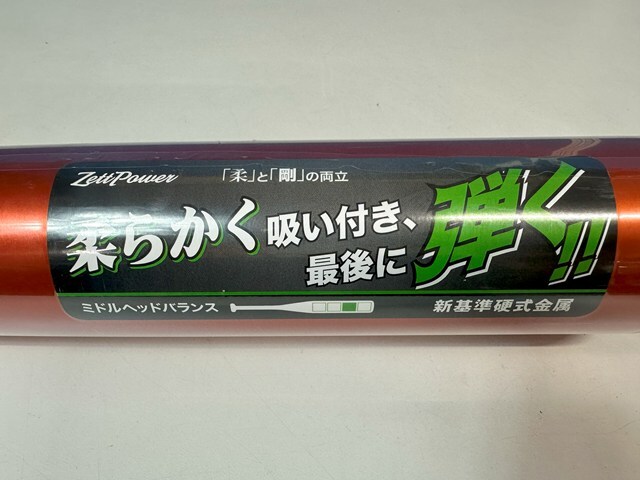 ZettPower
「柔」と「剛」の両立
柔らかく吸い付き、
最後に弾く!!
ミドルヘッドバランス
新基準硬式金属